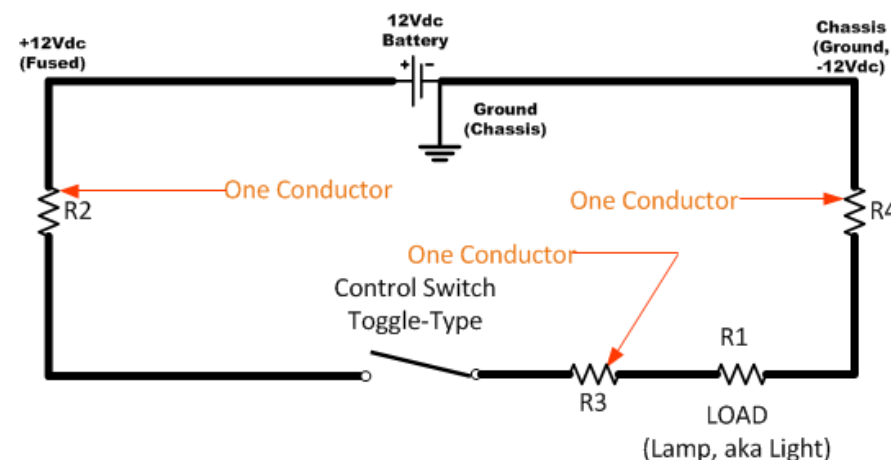 12Vdc
Battery
+12Vdc
(Fused)
Chassis
(Ground,
-12Vdc)
+ −
Ground
(Chassis)
One Conductor
R2
One Conductor
R4
One Conductor
Control Switch
Toggle-Type
R1
R3
LOAD
(Lamp, aka Light)